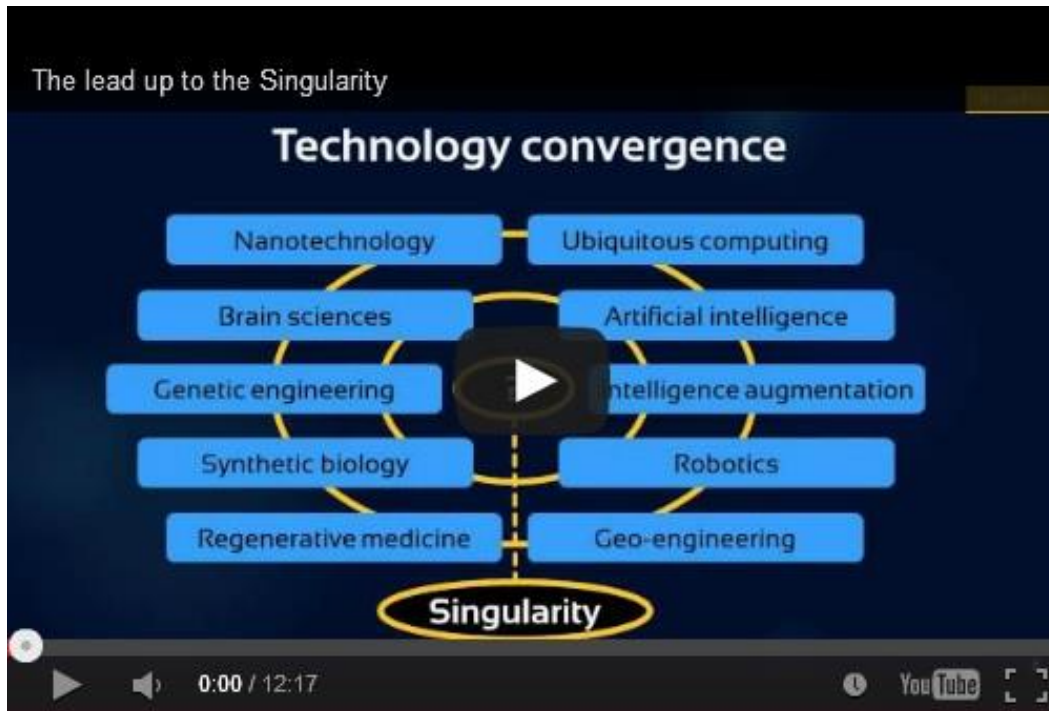 The lead up to the Singularity
Technology convergence
Nanotechnology
Ubiquitous computing
Brain sciences
Artificial intelligence
Genetic engineering
Intelligence augmentation
Synthetic biology
Robotics
Regenerative medicine
Geo-engineering
Singularity
0:00 / 12:17
YouTube